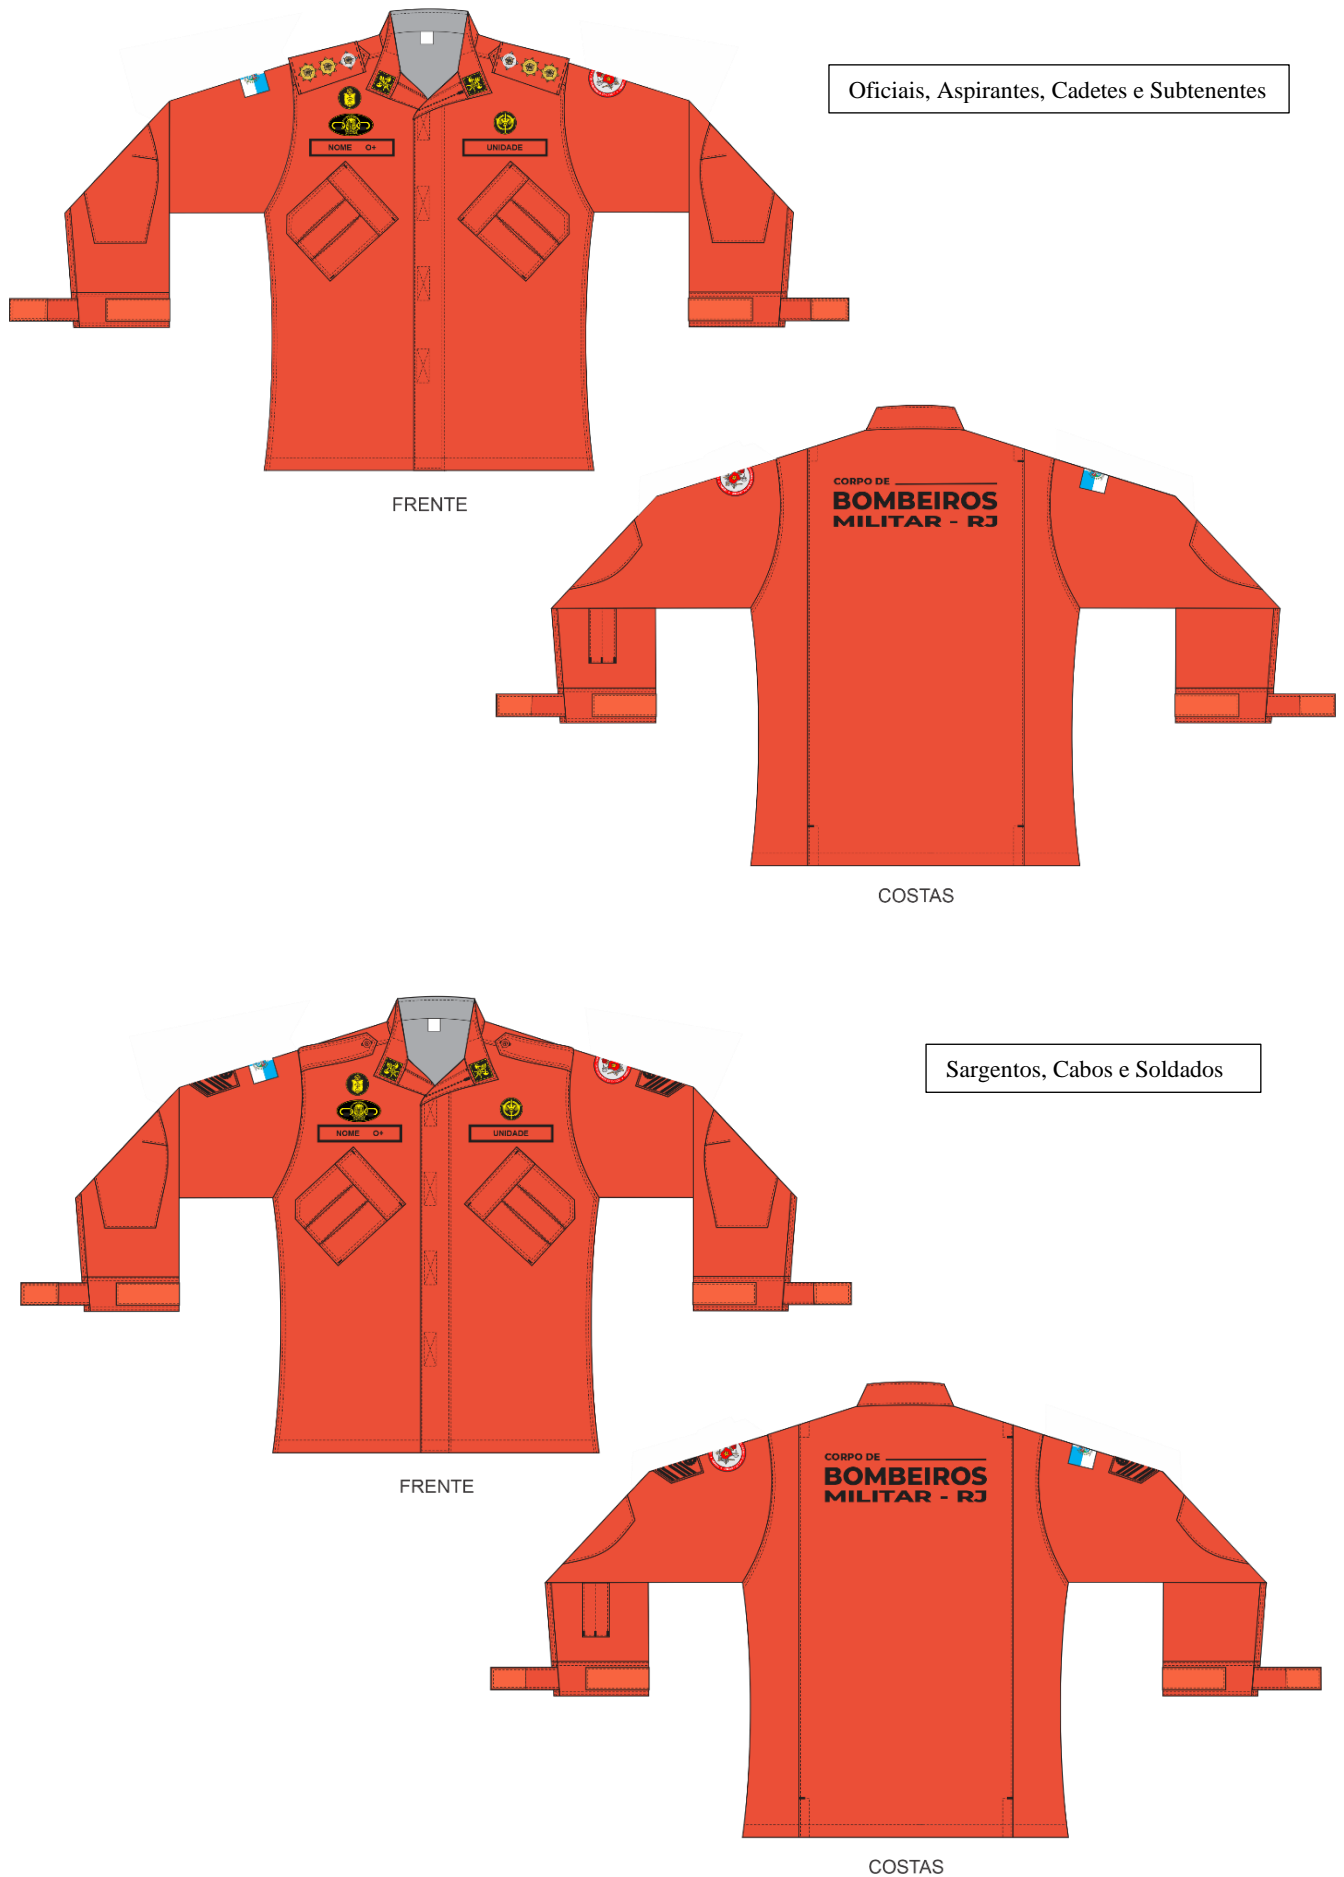 Oficiais, Aspirantes, Cadetes e Subtenentes
NOME O+
UNIDADE
FRENTE
CORPO DE
BOMBEIROS
MILITAR - RJ
COSTAS
Sargentos, Cabos e Soldados
NOME O+
UNIDADE
FRENTE
CORPO DE
BOMBEIROS
MILITAR - RJ
COSTAS